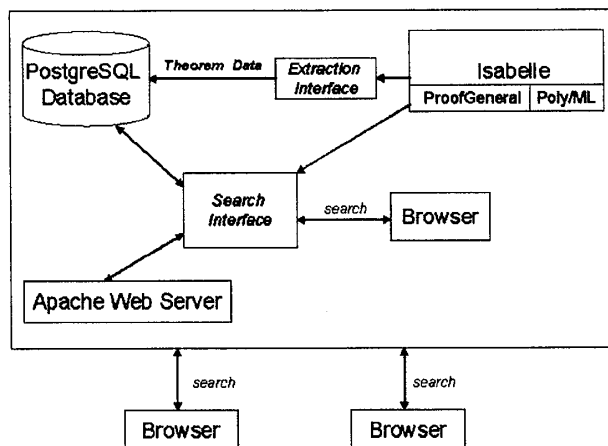 PostgreSQL
Database
Theorem Data
Extraction
Interface
Isabelle
ProofGeneral
Poly/ML
Search
Interface
search
Browser
Apache Web Server
search
search
Browser
Browser